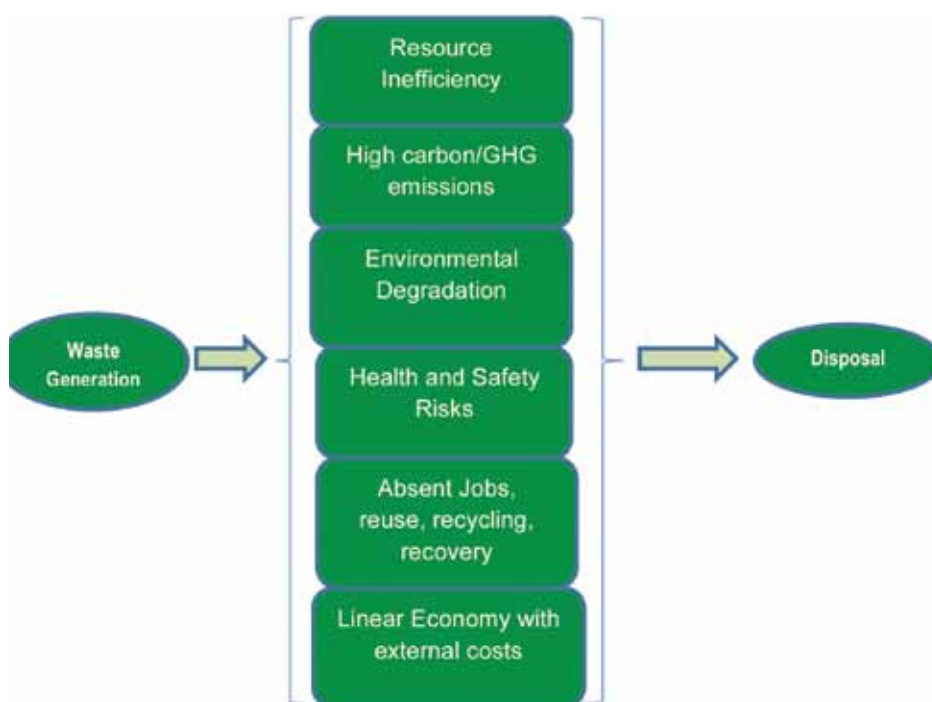 Resource
Inefficiency
High carbon/GHG
emissions
Environmental
Degradation
Waste
Generation
Health and Safety
Risks
Disposal
Absent Jobs,
reuse, recycling,
recovery
Linear Economy with
external costs